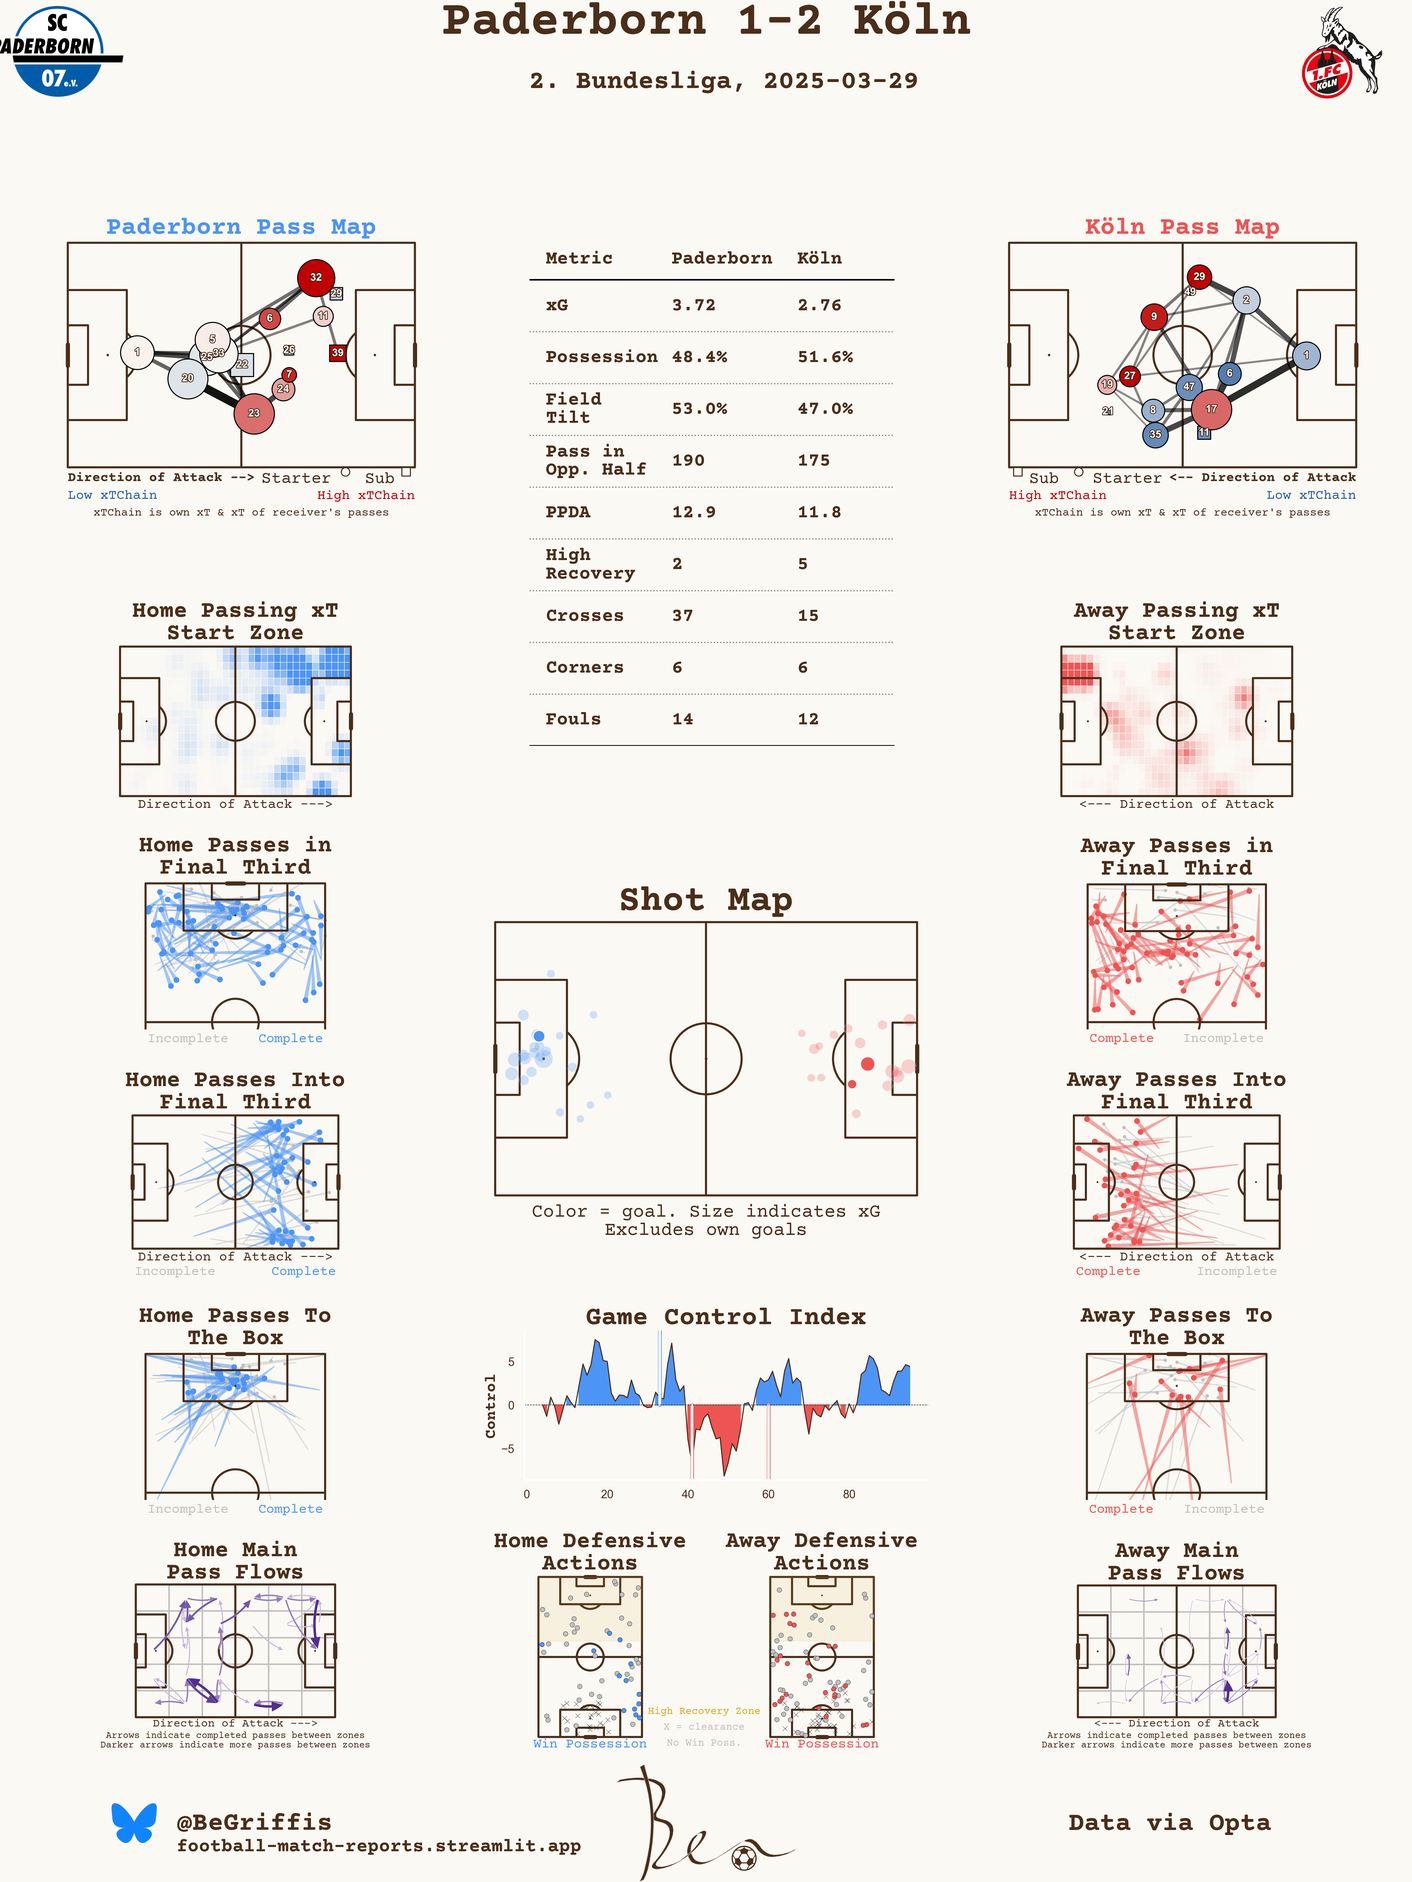 Paderborn 1-2 Köln
2. Bundesliga, 2025-03-29
SC
PADERBORN
07 e.V.
1.FC
KÖLN
Paderborn Pass Map
32
29
6
11
5
1
25
33
26
39
22
20
7
24
23
Direction of Attack --> Starter Sub
Low xTChain High xTChain
xTChain is own xT & xT of receiver's passes
Metric Paderborn Köln
xG 3.72 2.76
Possession 48.4% 51.6%
Field
Tilt 53.0% 47.0%
Pass in
Opp. Half 190 175
PPDA 12.9 11.8
High
Recovery 2 5
Crosses 37 15
Corners 6 6
Fouls 14 12
Köln Pass Map
29
49
2
9
1
27
6
19
47
21
8
17
35
11
Sub Starter <-- Direction of Attack
High xTChain Low xTChain
xTChain is own xT & xT of receiver's passes
Home Passing xT
Start Zone
Direction of Attack --->
Away Passing xT
Start Zone
<--- Direction of Attack
Home Passes in
Final Third
Incomplete Complete
Away Passes in
Final Third
Complete Incomplete
Shot Map
Color = goal. Size indicates xG
Excludes own goals
Home Passes Into
Final Third
Direction of Attack --->
Incomplete Complete
Away Passes Into
Final Third
<--- Direction of Attack
Complete Incomplete
Home Passes To
The Box
Incomplete Complete
Game Control Index
Control
5
0
−5
0 20 40 60 80
Away Passes To
The Box
Complete Incomplete
Home Main
Pass Flows
Direction of Attack --->
Arrows indicate completed passes between zones
Darker arrows indicate more passes between zones
Home Defensive
Actions
Win Possession
High Recovery Zone
X = clearance
No Win Poss.
Away Defensive
Actions
Win Possession
Away Main
Pass Flows
<--- Direction of Attack
Arrows indicate completed passes between zones
Darker arrows indicate more passes between zones
@BeGriffis
football-match-reports.streamlit.app
Ben
Data via Opta